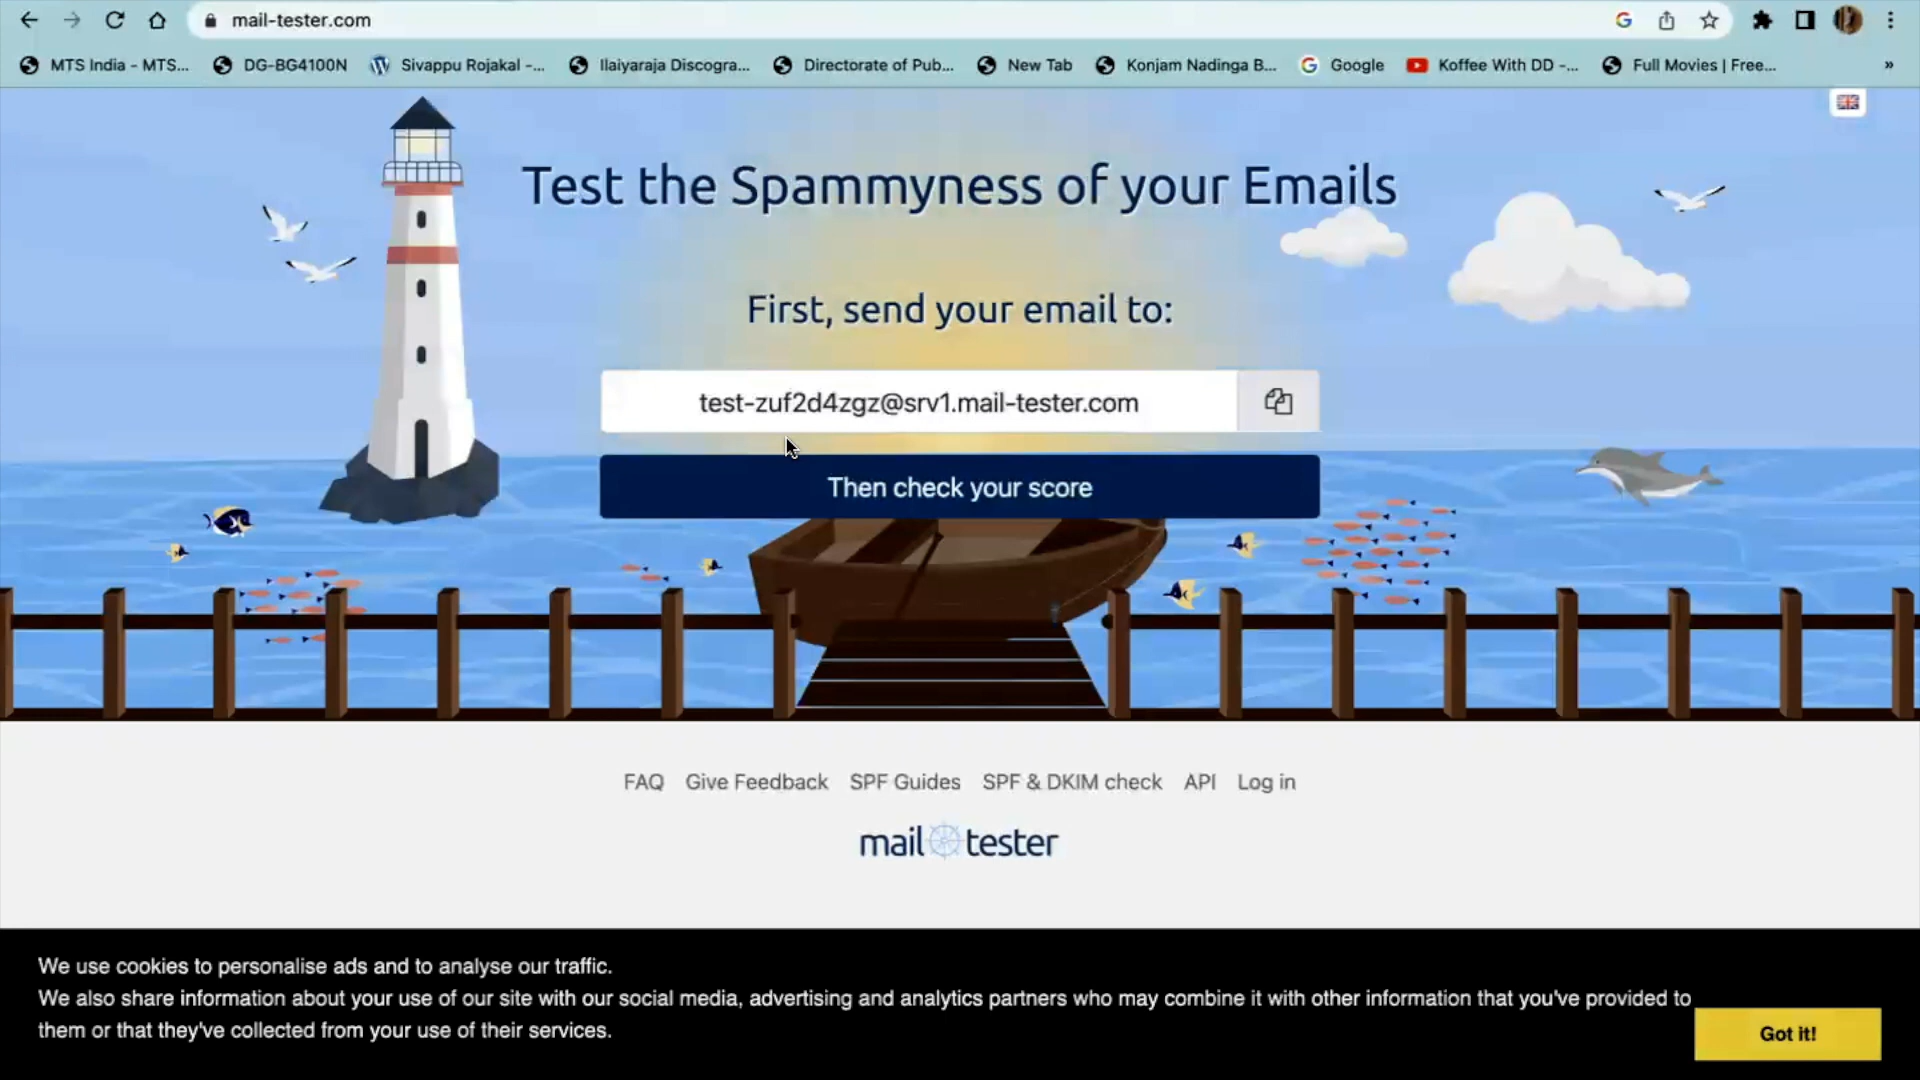 mail-tester.com
MTS India - MTS...
DG-BG4100N
Sivappu Rojakal -...
Ilaiyaraja Discogra...
Directorate of Pub...
New Tab
Konjam Nadinga B...
Google
Koffee With DD -...
Full Movies | Free...
»
Test the Spammyness of your Emails
First, send your email to:
test-zuf2d4zgz@srv1.mail-tester.com
Then check your score
FAQ Give Feedback SPF Guides SPF & DKIM check API Log in
mail tester
We use cookies to personalise ads and to analyse our traffic.
We also share information about your use of our site with our social media, advertising and analytics partners who may combine it with other information that you've provided to
them or that they've collected from your use of their services.
Got it!